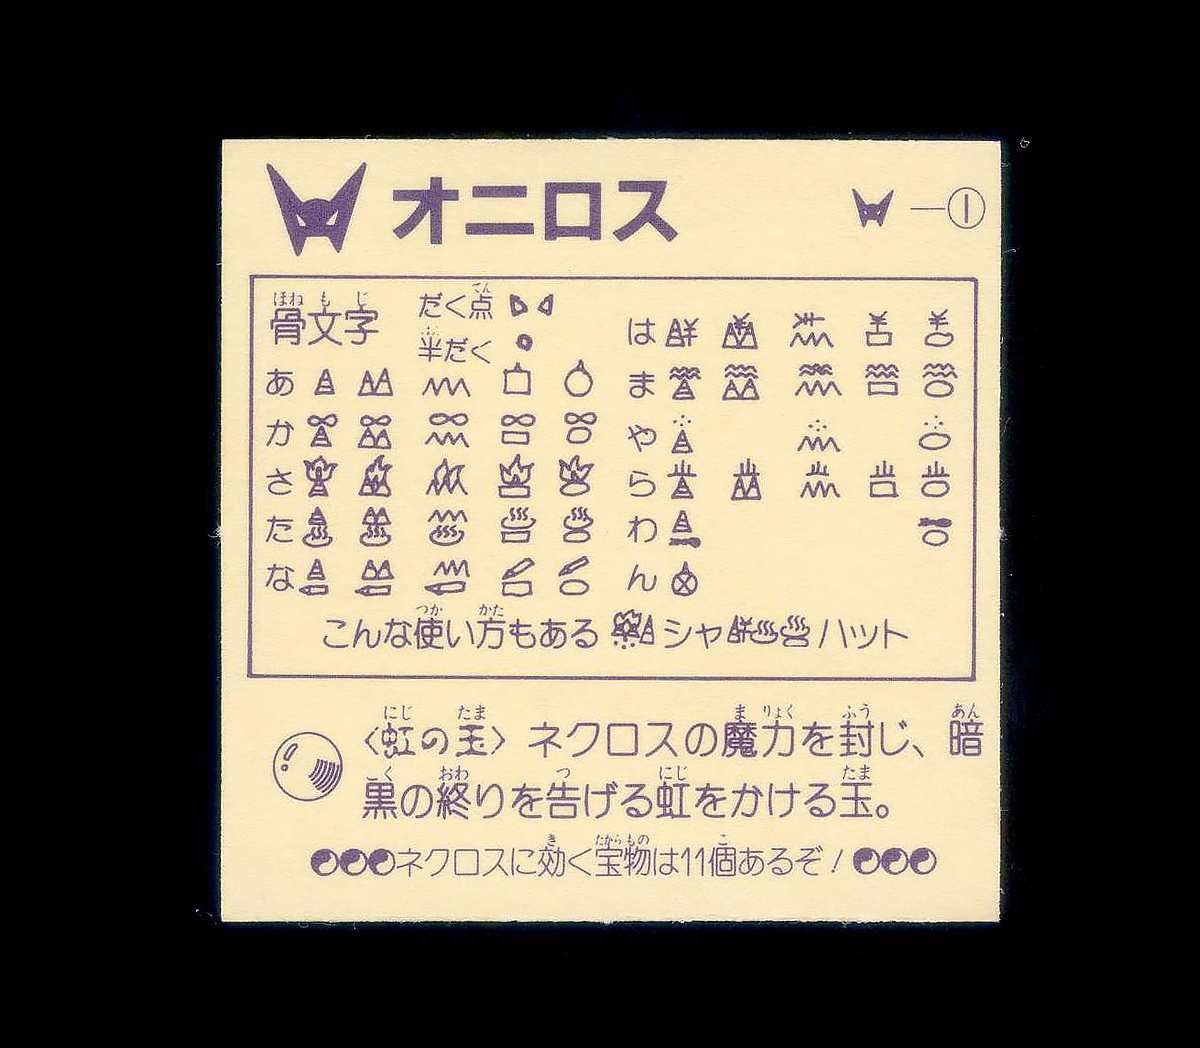 オニロス
—①
骨文字
だく点
半だく
あ
か
さ
た
な
は
ま
や
ら
わ
ん
こんな使い方もある シャ ハット
〈虹の玉〉 ネクロスの魔力を封じ、暗
黒の終りを告げる虹をかける玉。
ネクロスに効く宝物は11個あるぞ!